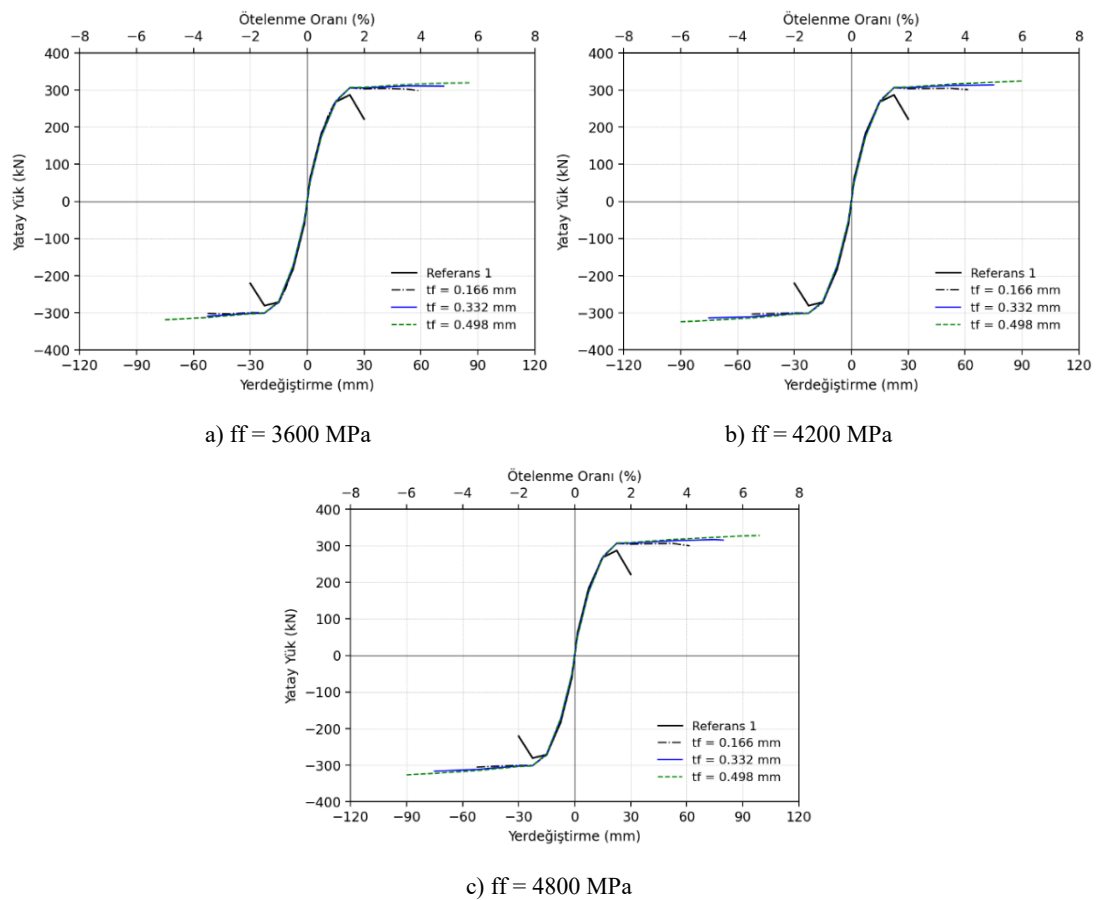 Ötelenme Oranı (%)
−8 −6 −4 −2 0 2 4 6 8
400
300
200
100
0
−100
−200
−300
−400
Yatay Yük (kN)
Referans 1
tf = 0.166 mm
tf = 0.332 mm
tf = 0.498 mm
−120 −90 −60 −30 0 30 60 90 120
Yerdeğiştirme (mm)
a) ff = 3600 MPa
Ötelenme Oranı (%)
−8 −6 −4 −2 0 2 4 6 8
400
300
200
100
0
−100
−200
−300
−400
Yatay Yük (kN)
Referans 1
tf = 0.166 mm
tf = 0.332 mm
tf = 0.498 mm
−120 −90 −60 −30 0 30 60 90 120
Yerdeğiştirme (mm)
b) ff = 4200 MPa
Ötelenme Oranı (%)
−8 −6 −4 −2 0 2 4 6 8
400
300
200
100
0
−100
−200
−300
−400
Yatay Yük (kN)
Referans 1
tf = 0.166 mm
tf = 0.332 mm
tf = 0.498 mm
−120 −90 −60 −30 0 30 60 90 120
Yerdeğiştirme (mm)
c) ff = 4800 MPa